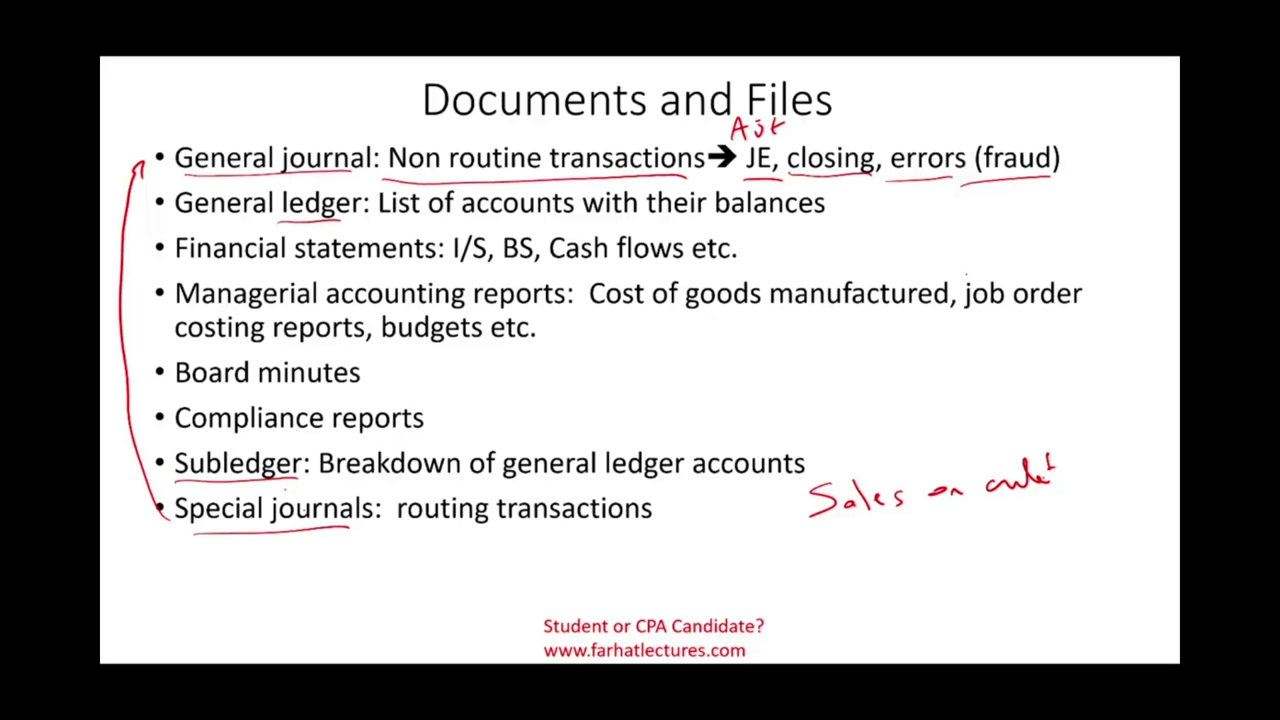 Documents and Files
Adj
• General journal: Non routine transactions➔ JE, closing, errors (fraud)
• General ledger: List of accounts with their balances
• Financial statements: I/S, BS, Cash flows etc.
• Managerial accounting reports:  Cost of goods manufactured, job order
costing reports, budgets etc.
• Board minutes
• Compliance reports
• Subledger: Breakdown of general ledger accounts
Sales on credit
• Special journals:  routing transactions
Student or CPA Candidate?
www.farhatlectures.com